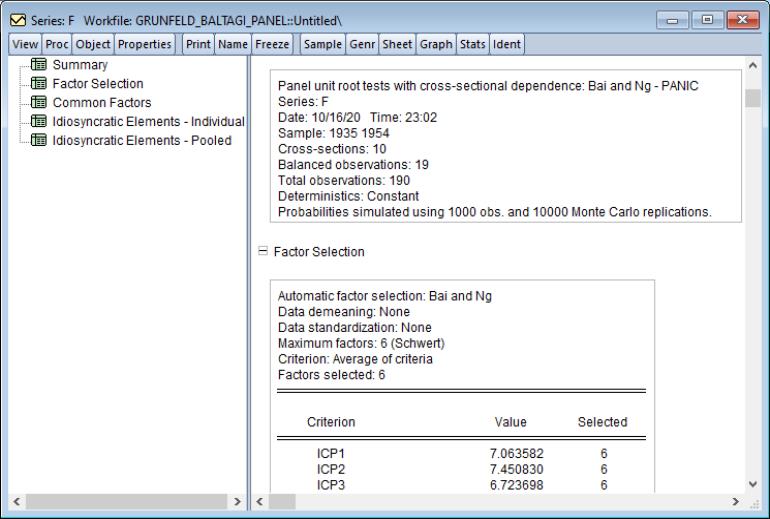 Series: F   Workfile: GRUNFELD_BALTAGI_PANEL::Untitled\
View Proc Object Properties Print Name Freeze Sample Genr Sheet Graph Stats Ident
Summary
Factor Selection
Common Factors
Idiosyncratic Elements - Individual
Idiosyncratic Elements - Pooled
Panel unit root tests with cross-sectional dependence: Bai and Ng - PANIC
Series: F
Date: 10/16/20   Time: 23:02
Sample: 1935 1954
Cross-sections: 10
Balanced observations: 19
Total observations: 190
Deterministics: Constant
Probabilities simulated using 1000 obs. and 10000 Monte Carlo replications.
Factor Selection
Automatic factor selection: Bai and Ng
Data demeaning: None
Data standardization: None
Maximum factors: 6 (Schwert)
Criterion: Average of criteria
Factors selected: 6
Criterion Value Selected
ICP1 7.063582 6
ICP2 7.450830 6
ICP3 6.723698 6